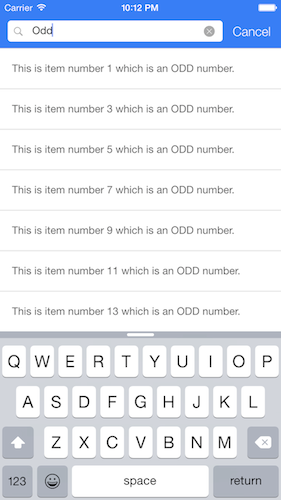 Carrier 10:12 PM
Odd Cancel
This is item number 1 which is an ODD number.
This is item number 3 which is an ODD number.
This is item number 5 which is an ODD number.
This is item number 7 which is an ODD number.
This is item number 9 which is an ODD number.
This is item number 11 which is an ODD number.
This is item number 13 which is an ODD number.
Q W E R T Y U I O P
A S D F G H J K L
Z X C V B N M
123 space return